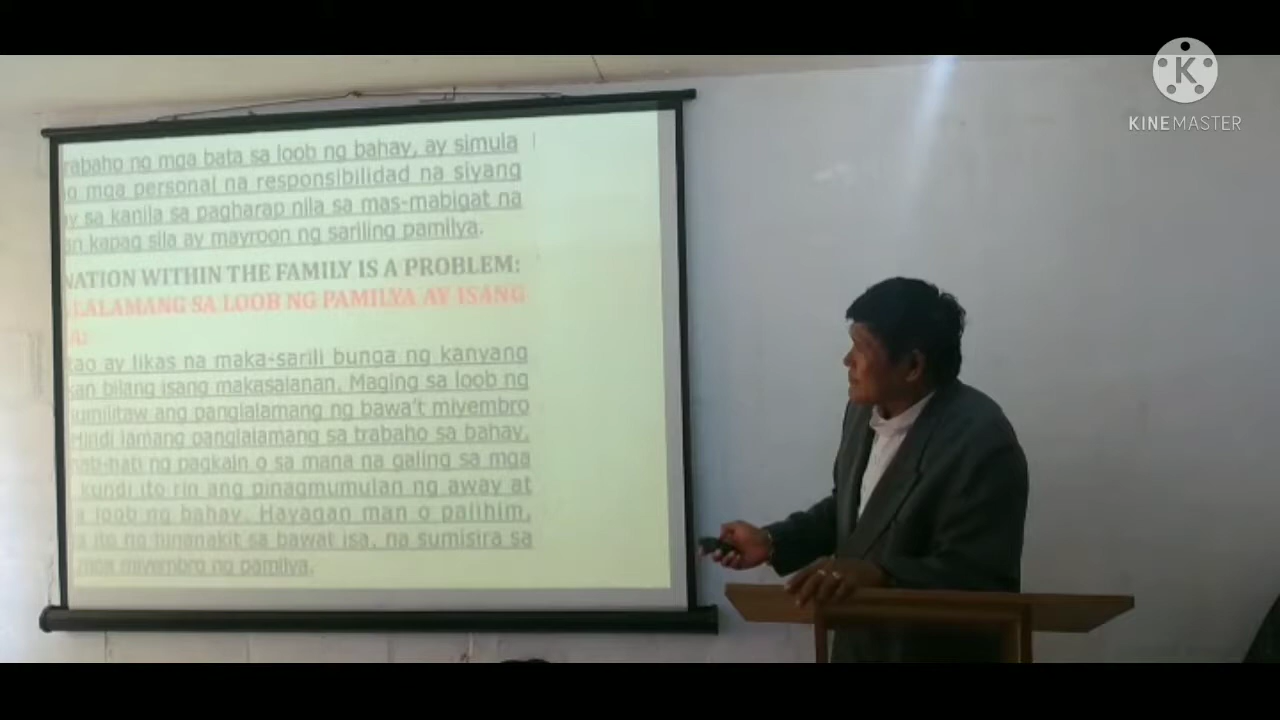 KINEMASTER
rabaho ng mga bata sa loob ng bahay, ay simula
mga personal na responsibilidad na siyang
sa kanila sa pagharap nila sa mas-mabigat na
kapag sila ay mayroon ng sariling pamilya.
NATION WITHIN THE FAMILY IS A PROBLEM:
LALAMANG SA LOOB NG PAMILYA AY ISANG
A:
tao ay likas na maka-sarili bunga ng kanyang
bilang isang makasalanan. Maging sa loob ng
lumilitaw ang panglalamang ng bawa't miyembro
Hindi lamang panglalamang sa trabaho sa bahay,
hati-hati ng pagkain o sa mana na galing sa mga
kundi ito rin ang pinagmumulan ng away at
a loob ng bahay. Hayagan man o palihim,
ito ng hinanakit sa bawat isa, na sumisira sa
mga miyembro ng pamilya.